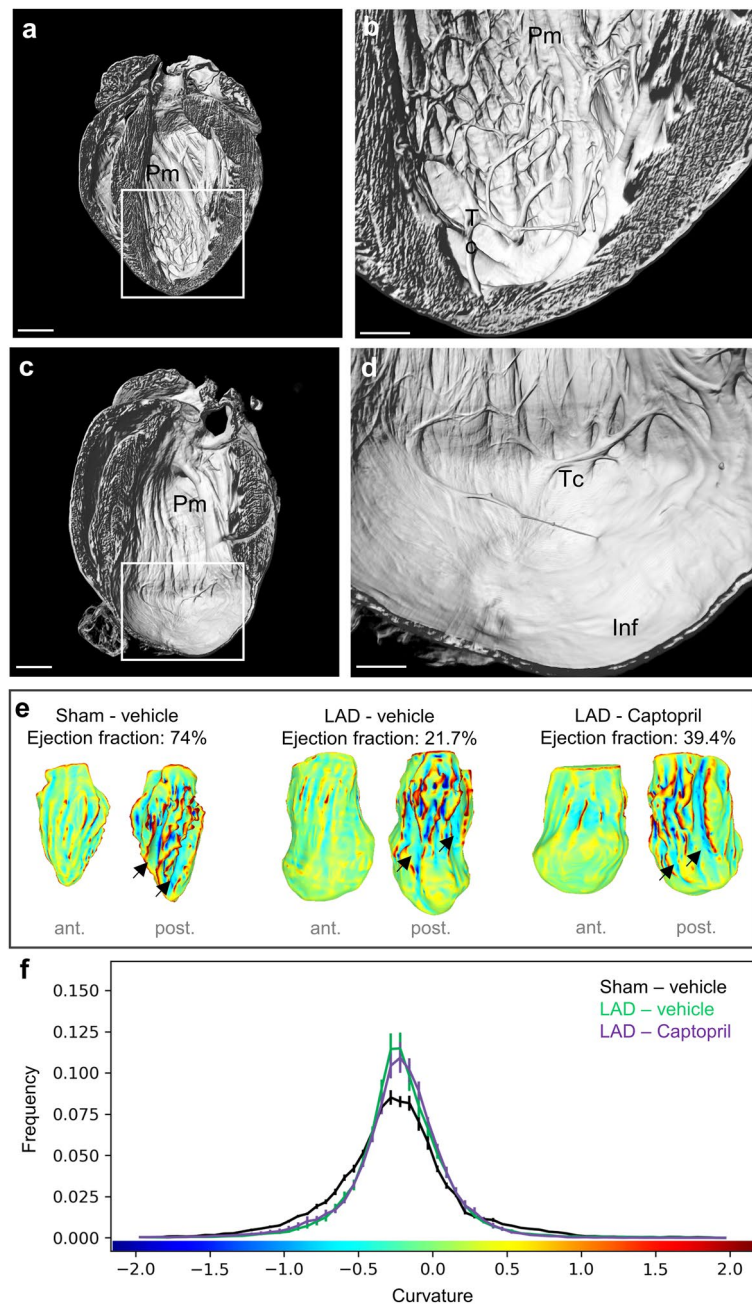 a
Pm
b
Pm
T
c
c
Pm
d
Tc
Inf
e
Sham - vehicle
Ejection fraction: 74%
LAD - vehicle
Ejection fraction: 21.7%
LAD - Captopril
Ejection fraction: 39.4%
ant.
post.
ant.
post.
ant.
post.
f
Sham – vehicle
LAD – vehicle
LAD – Captopril
Frequency
0.150
0.125
0.100
0.075
0.050
0.025
0.000
−2.0
−1.5
−1.0
−0.5
0.0
0.5
1.0
1.5
2.0
Curvature